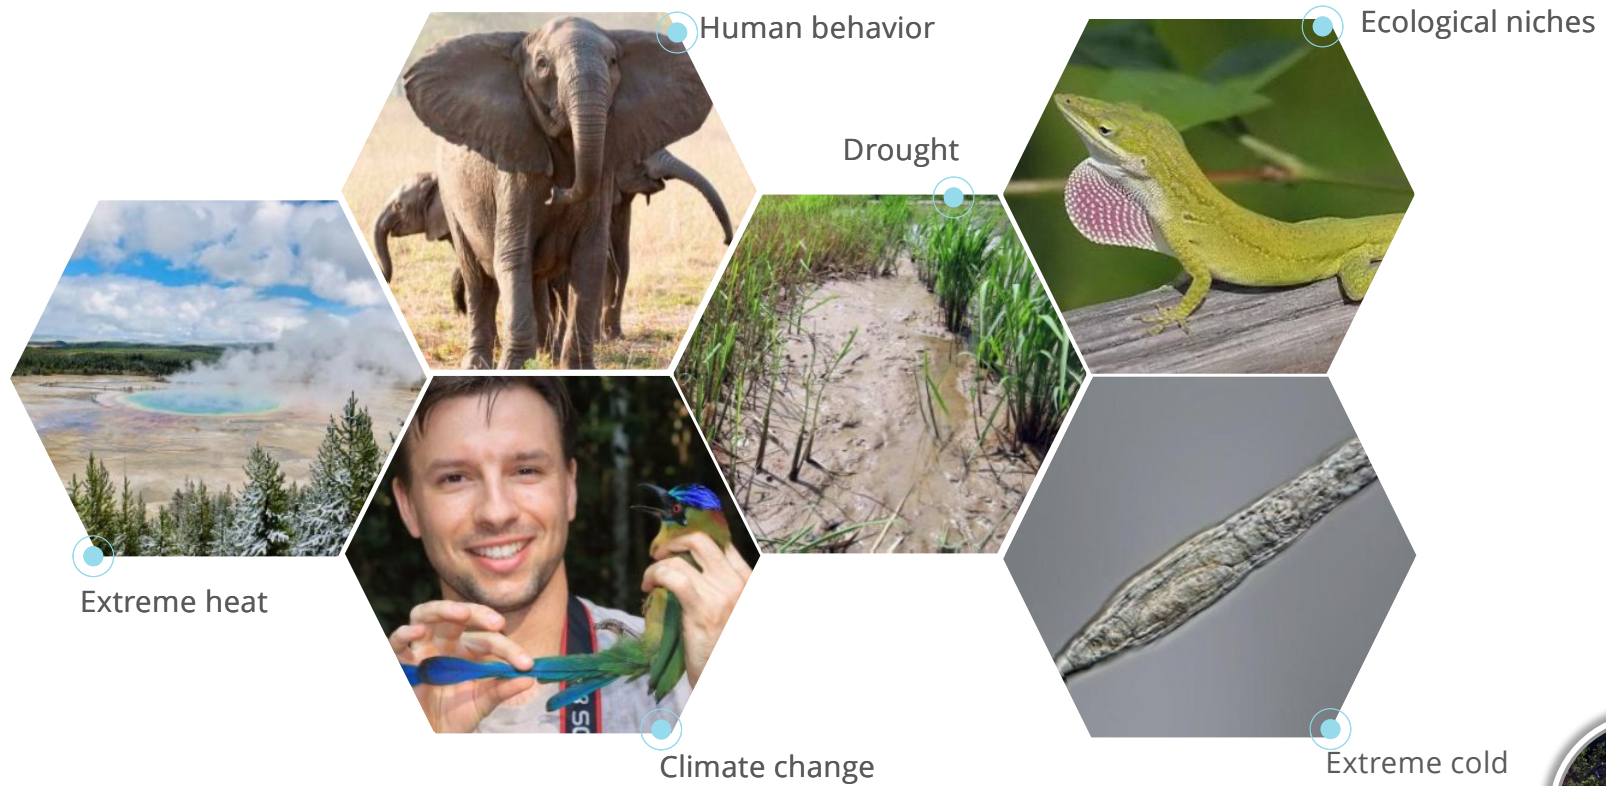 Human behavior
Ecological niches
Drought
Extreme heat
Climate change
Extreme cold